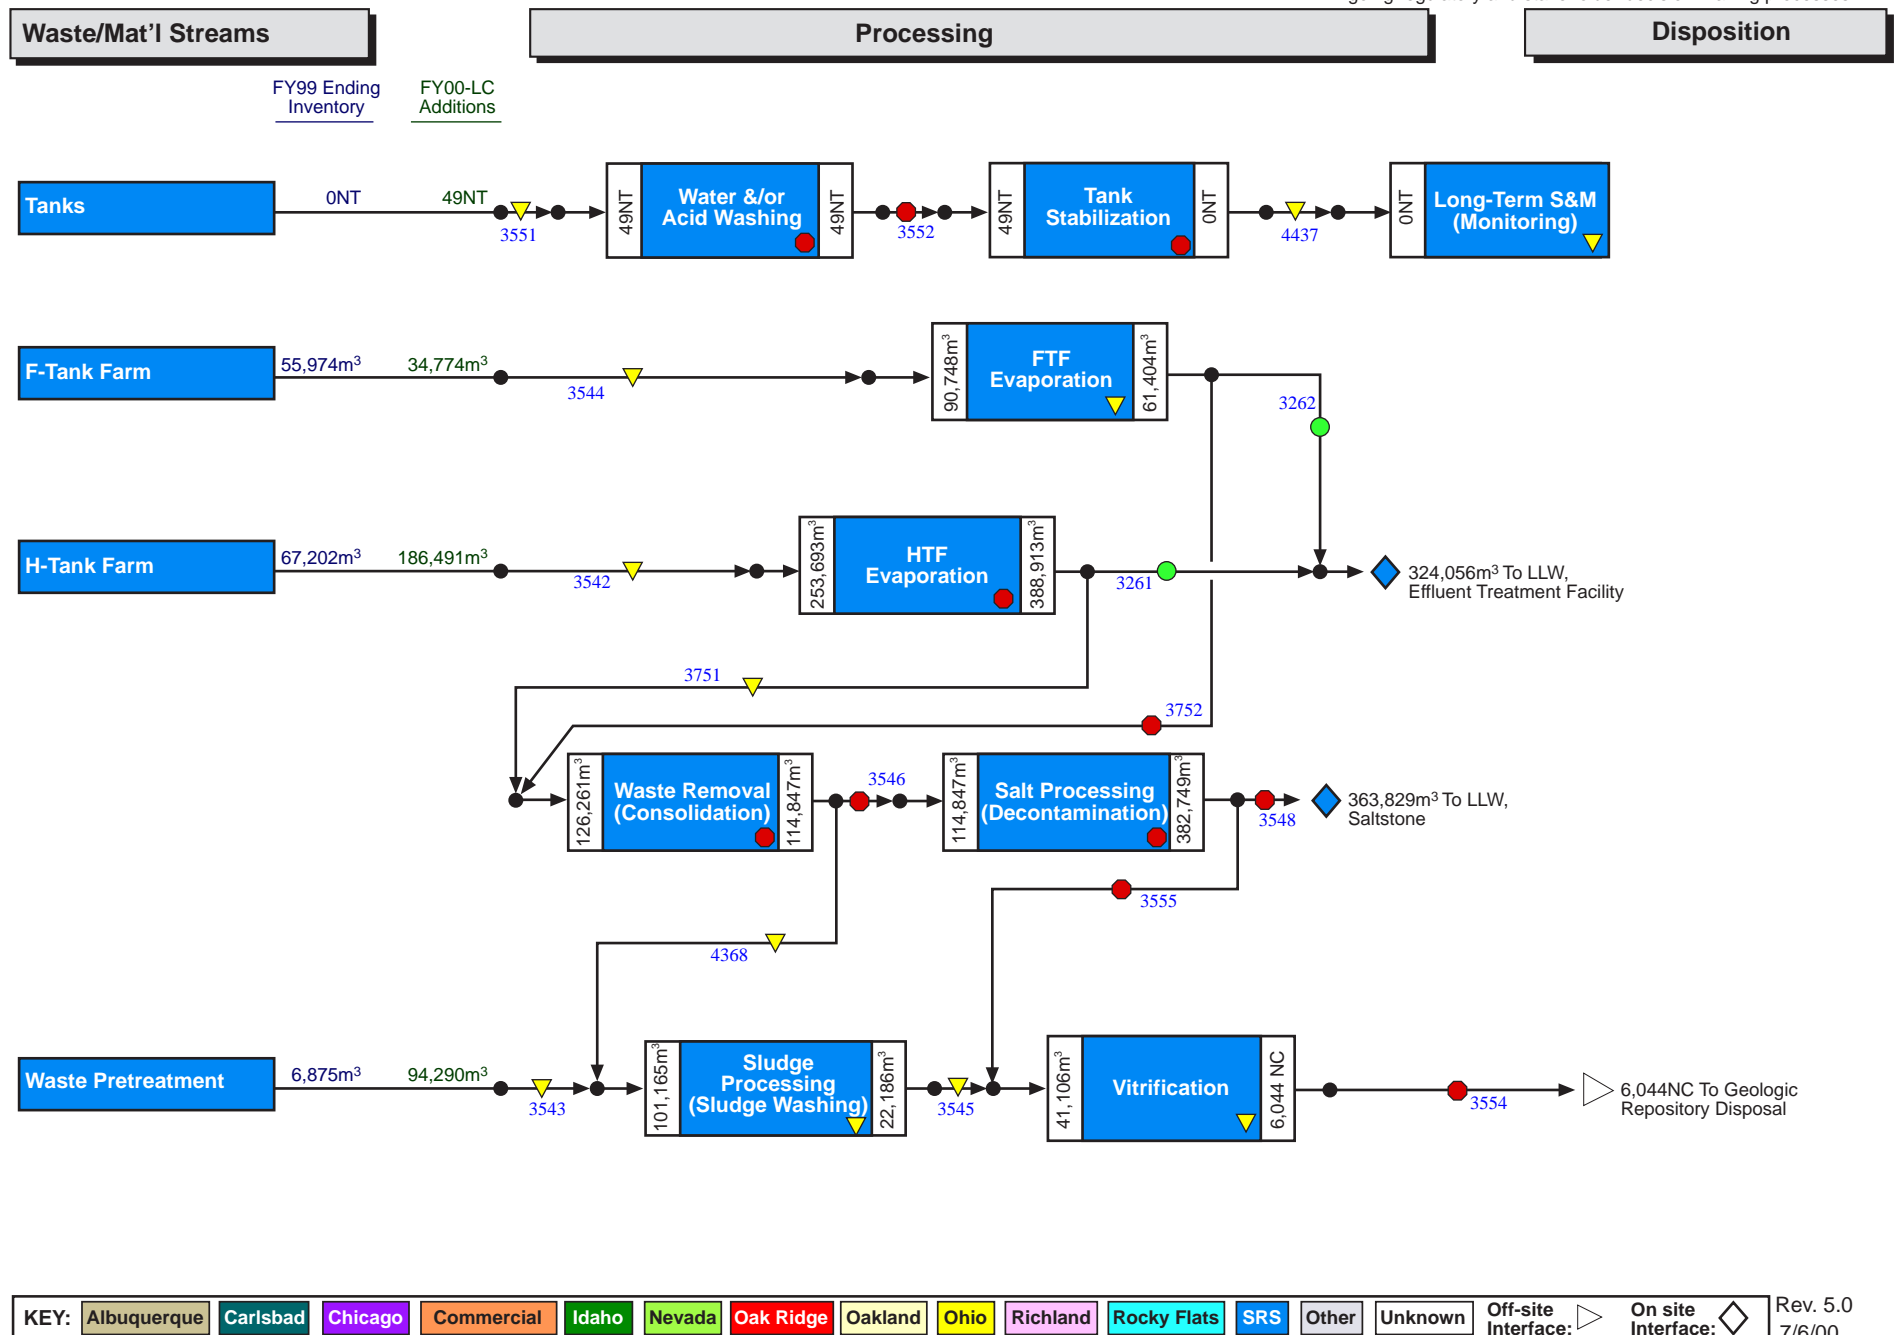 Waste/Mat'l Streams
Processing
Disposition
FY99 Ending
Inventory
FY00-LC
Additions
Tanks
0NT
49NT
3551
49NT
Water &/or
Acid Washing
49NT
3552
49NT
Tank
Stabilization
0NT
4437
0NT
Long-Term S&M
(Monitoring)
F-Tank Farm
55,974m³
34,774m³
3544
90,748m³
FTF
Evaporation
61,404m³
3262
H-Tank Farm
67,202m³
186,491m³
3542
253,693m³
HTF
Evaporation
388,913m³
3261
324,056m³ To LLW,
Effluent Treatment Facility
3751
3752
126,261m³
Waste Removal
(Consolidation)
114,847m³
3546
114,847m³
Salt Processing
(Decontamination)
382,749m³
3548
363,829m³ To LLW,
Saltstone
3555
4368
Waste Pretreatment
6,875m³
94,290m³
3543
101,165m³
Sludge
Processing
(Sludge Washing)
22,186m³
3545
41,106m³
Vitrification
6,044 NC
3554
6,044NC To Geologic
Repository Disposal
KEY:
Albuquerque
Carlsbad
Chicago
Commercial
Idaho
Nevada
Oak Ridge
Oakland
Ohio
Richland
Rocky Flats
SRS
Other
Unknown
Off-site
Interface:
On site
Interface:
Rev. 5.0
7/6/00